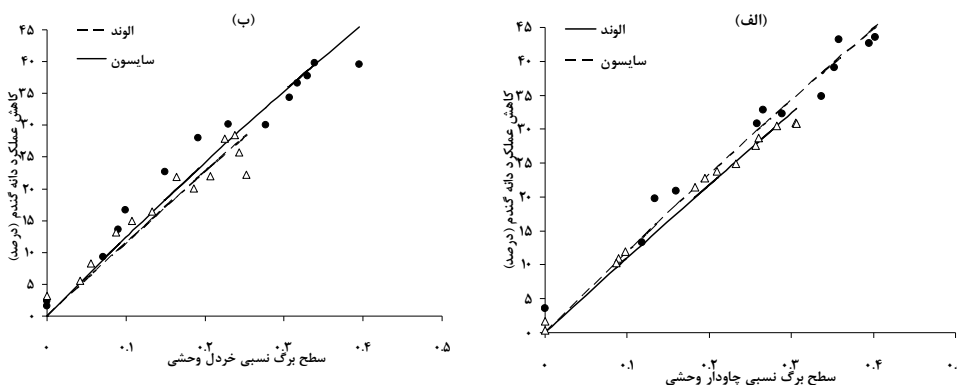 (الف)
الوند
سایسون
کاهش عملکرد دانه گندم (درصد)
۴۵
۴۰
۳۵
۳۰
۲۵
۲۰
۱۵
۱۰
۵
۰
۰ ۰.۱ ۰.۲ ۰.۳ ۰.۴
سطح برگ نسبی چاودار وحشی
(ب)
الوند
سایسون
کاهش عملکرد دانه گندم (درصد)
۴۵
۴۰
۳۵
۳۰
۲۵
۲۰
۱۵
۱۰
۵
۰
۰ ۰.۱ ۰.۲ ۰.۳ ۰.۴ ۰.۵
سطح برگ نسبی خردل وحشی